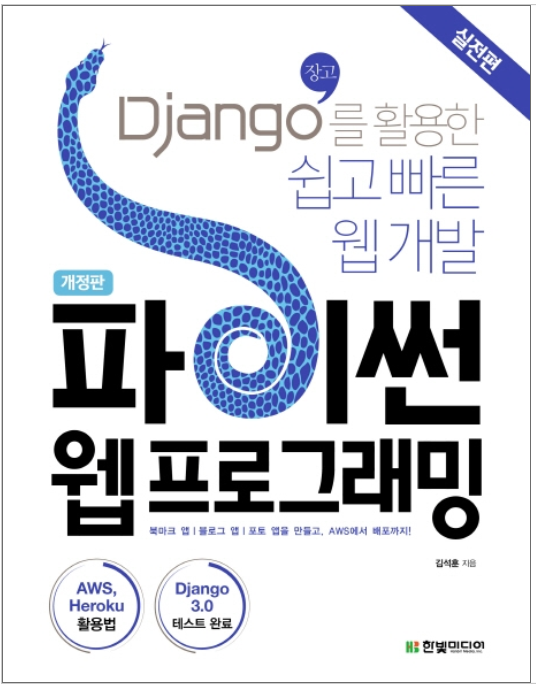 실전편
장고
Django를 활용한
쉽고 빠른
웹 개발
개정판
파이썬
웹 프로그래밍
북마크 앱 | 블로그 앱 | 포토 앱을 만들고, AWS에서 배포까지!
김석훈 지음
AWS,
Heroku
활용법
Django
3.0
테스트 완료
HB 한빛미디어